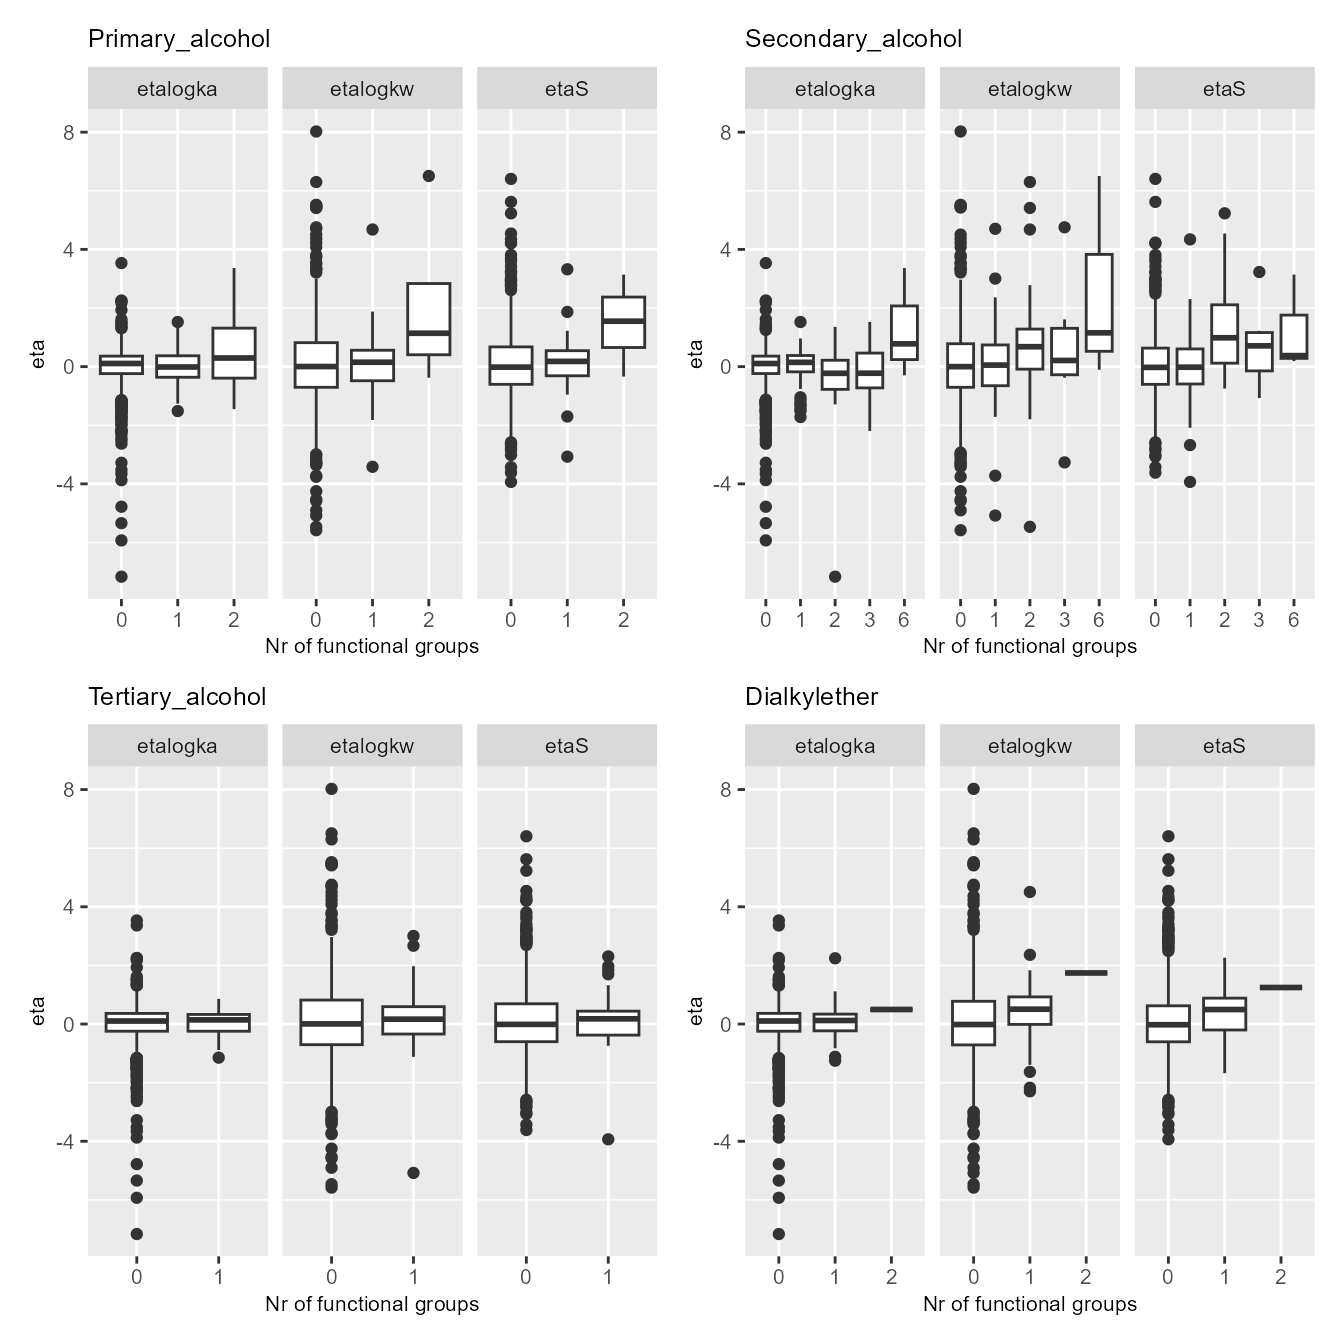 Primary_alcohol
etalogka etalogkw etaS
eta
8
4
0
-4
0 1 2 0 1 2 0 1 2
Nr of functional groups
Secondary_alcohol
etalogka etalogkw etaS
eta
8
4
0
-4
0 1 2 3 6 0 1 2 3 6 0 1 2 3 6
Nr of functional groups
Tertiary_alcohol
etalogka etalogkw etaS
eta
8
4
0
-4
0 1 0 1 0 1
Nr of functional groups
Dialkylether
etalogka etalogkw etaS
eta
8
4
0
-4
0 1 2 0 1 2 0 1 2
Nr of functional groups